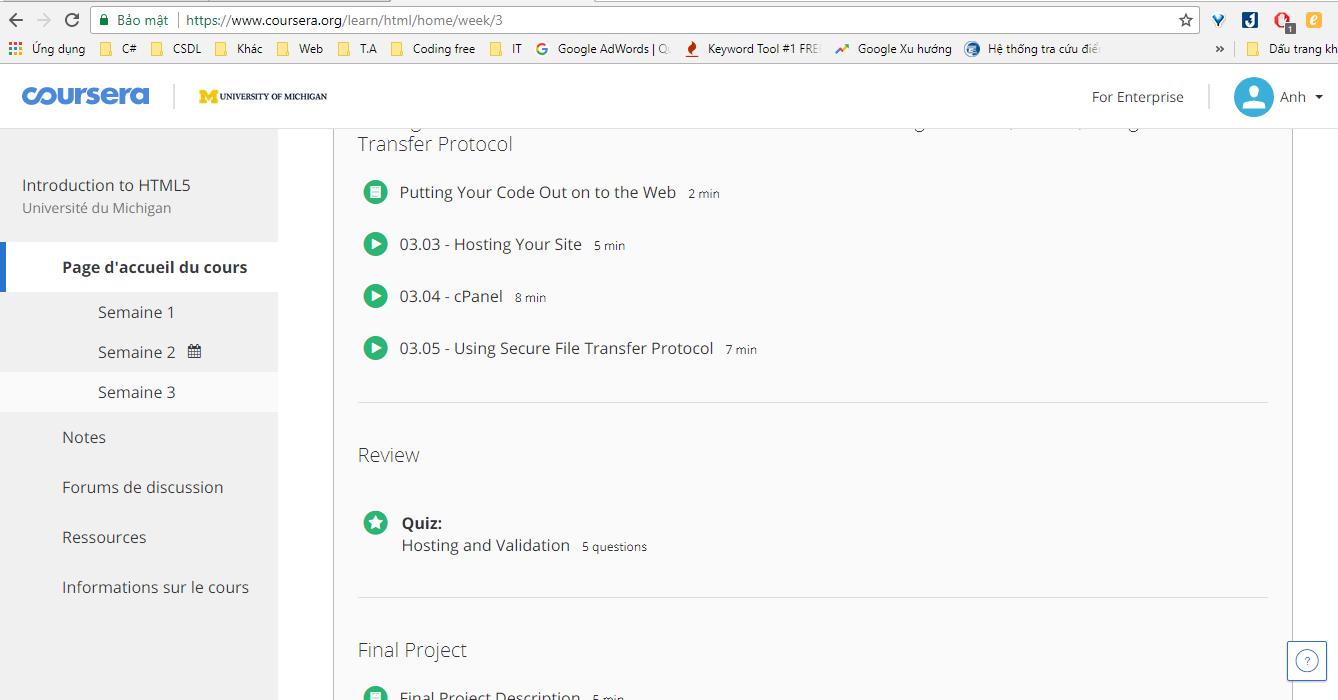 Bảo mật | https://www.coursera.org/learn/html/home/week/3
1
Ứng dụng C# CSDL Khác Web T.A Coding free IT Google AdWords | Q Keyword Tool #1 FRE Google Xu hướng Hệ thống tra cứu điể » Dấu trang kh
coursera M UNIVERSITY OF MICHIGAN For Enterprise Anh
Introduction to HTML5
Université du Michigan
Page d'accueil du cours
Semaine 1
Semaine 2
Semaine 3
Notes
Forums de discussion
Ressources
Informations sur le cours
Transfer Protocol
Putting Your Code Out on to the Web 2 min
03.03 - Hosting Your Site 5 min
03.04 - cPanel 8 min
03.05 - Using Secure File Transfer Protocol 7 min
Review
Quiz:
Hosting and Validation 5 questions
Final Project
Final Project Description 5 min
?